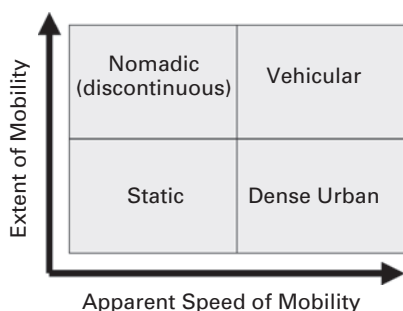 Extent of Mobility
Nomadic
(discontinuous)
Vehicular
Static
Dense Urban
Apparent Speed of Mobility